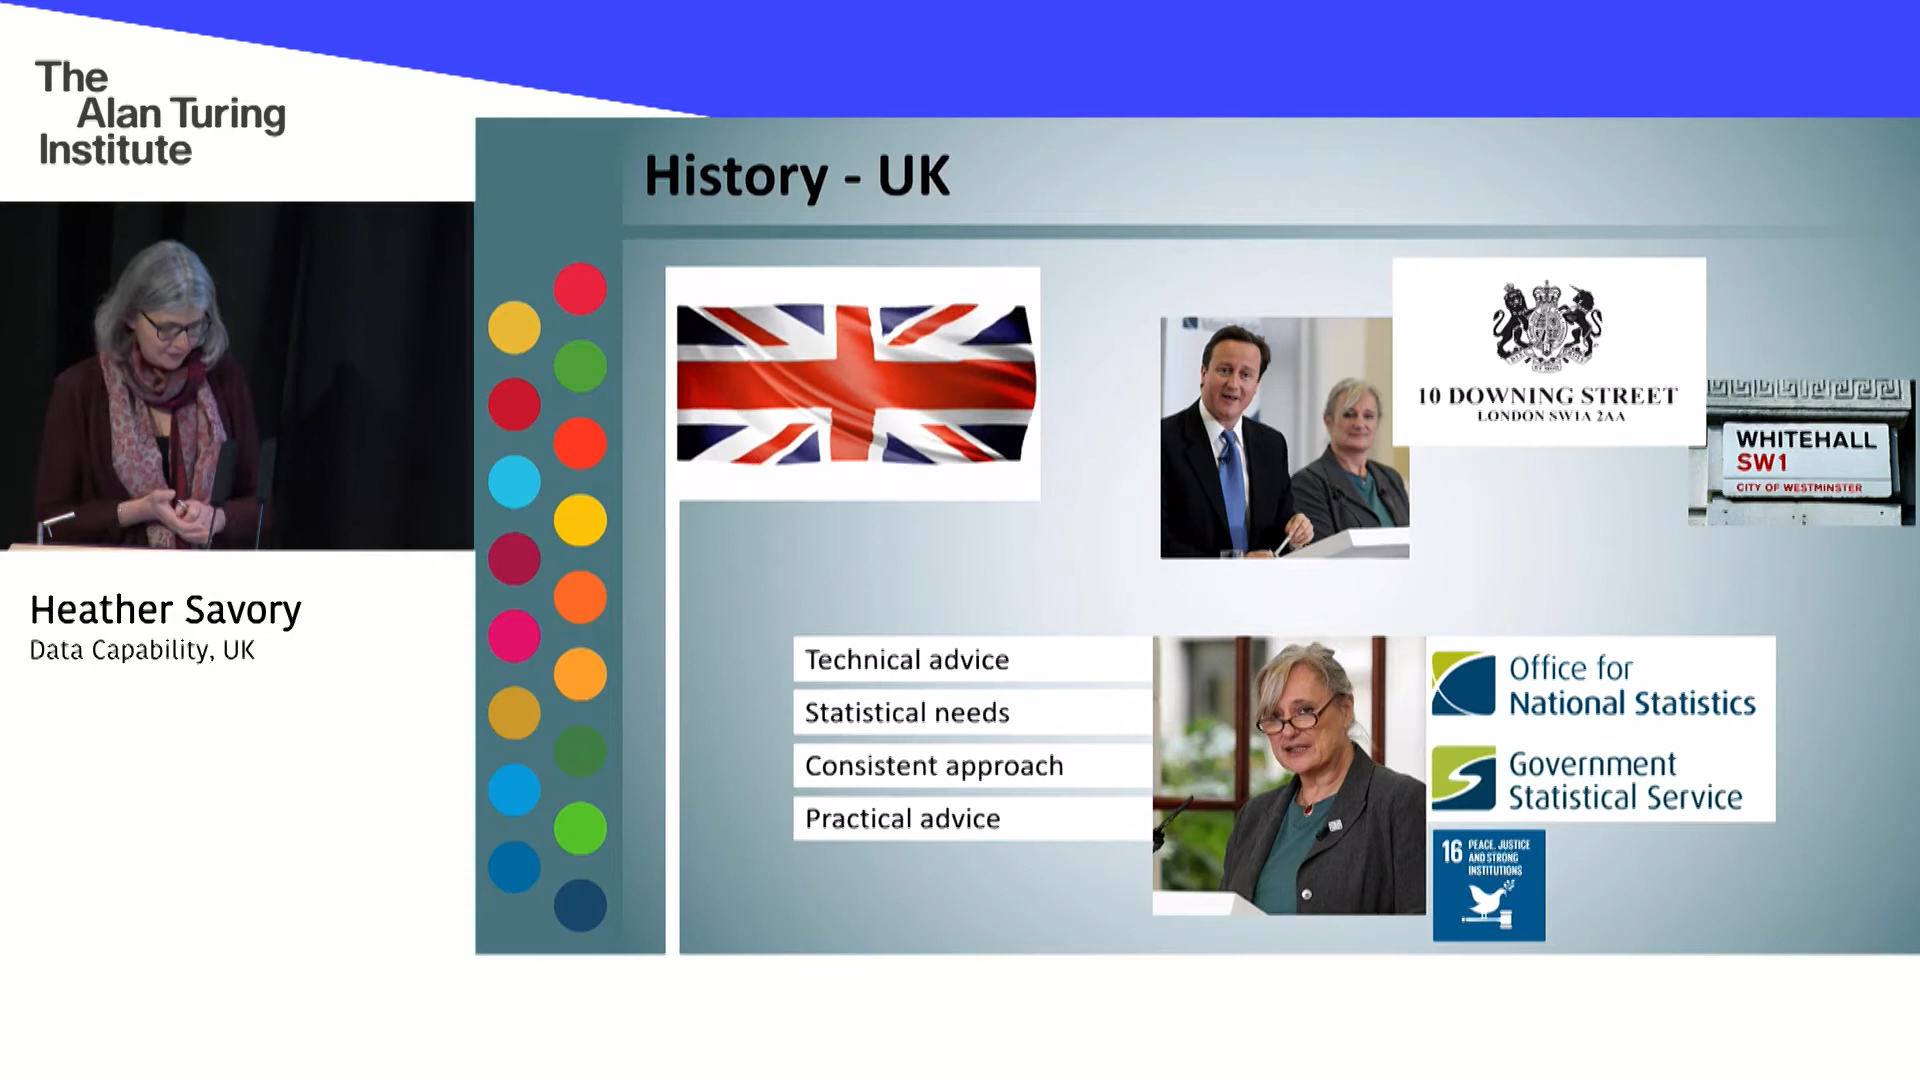 The
Alan Turing
Institute
Heather Savory
Data Capability, UK
History - UK
10 DOWNING STREET
LONDON SW1A 2AA
WHITEHALL
SW1
CITY OF WESTMINSTER
Technical advice
Statistical needs
Consistent approach
Practical advice
Office for
National Statistics
Government
Statistical Service
16 PEACE, JUSTICE
AND STRONG
INSTITUTIONS